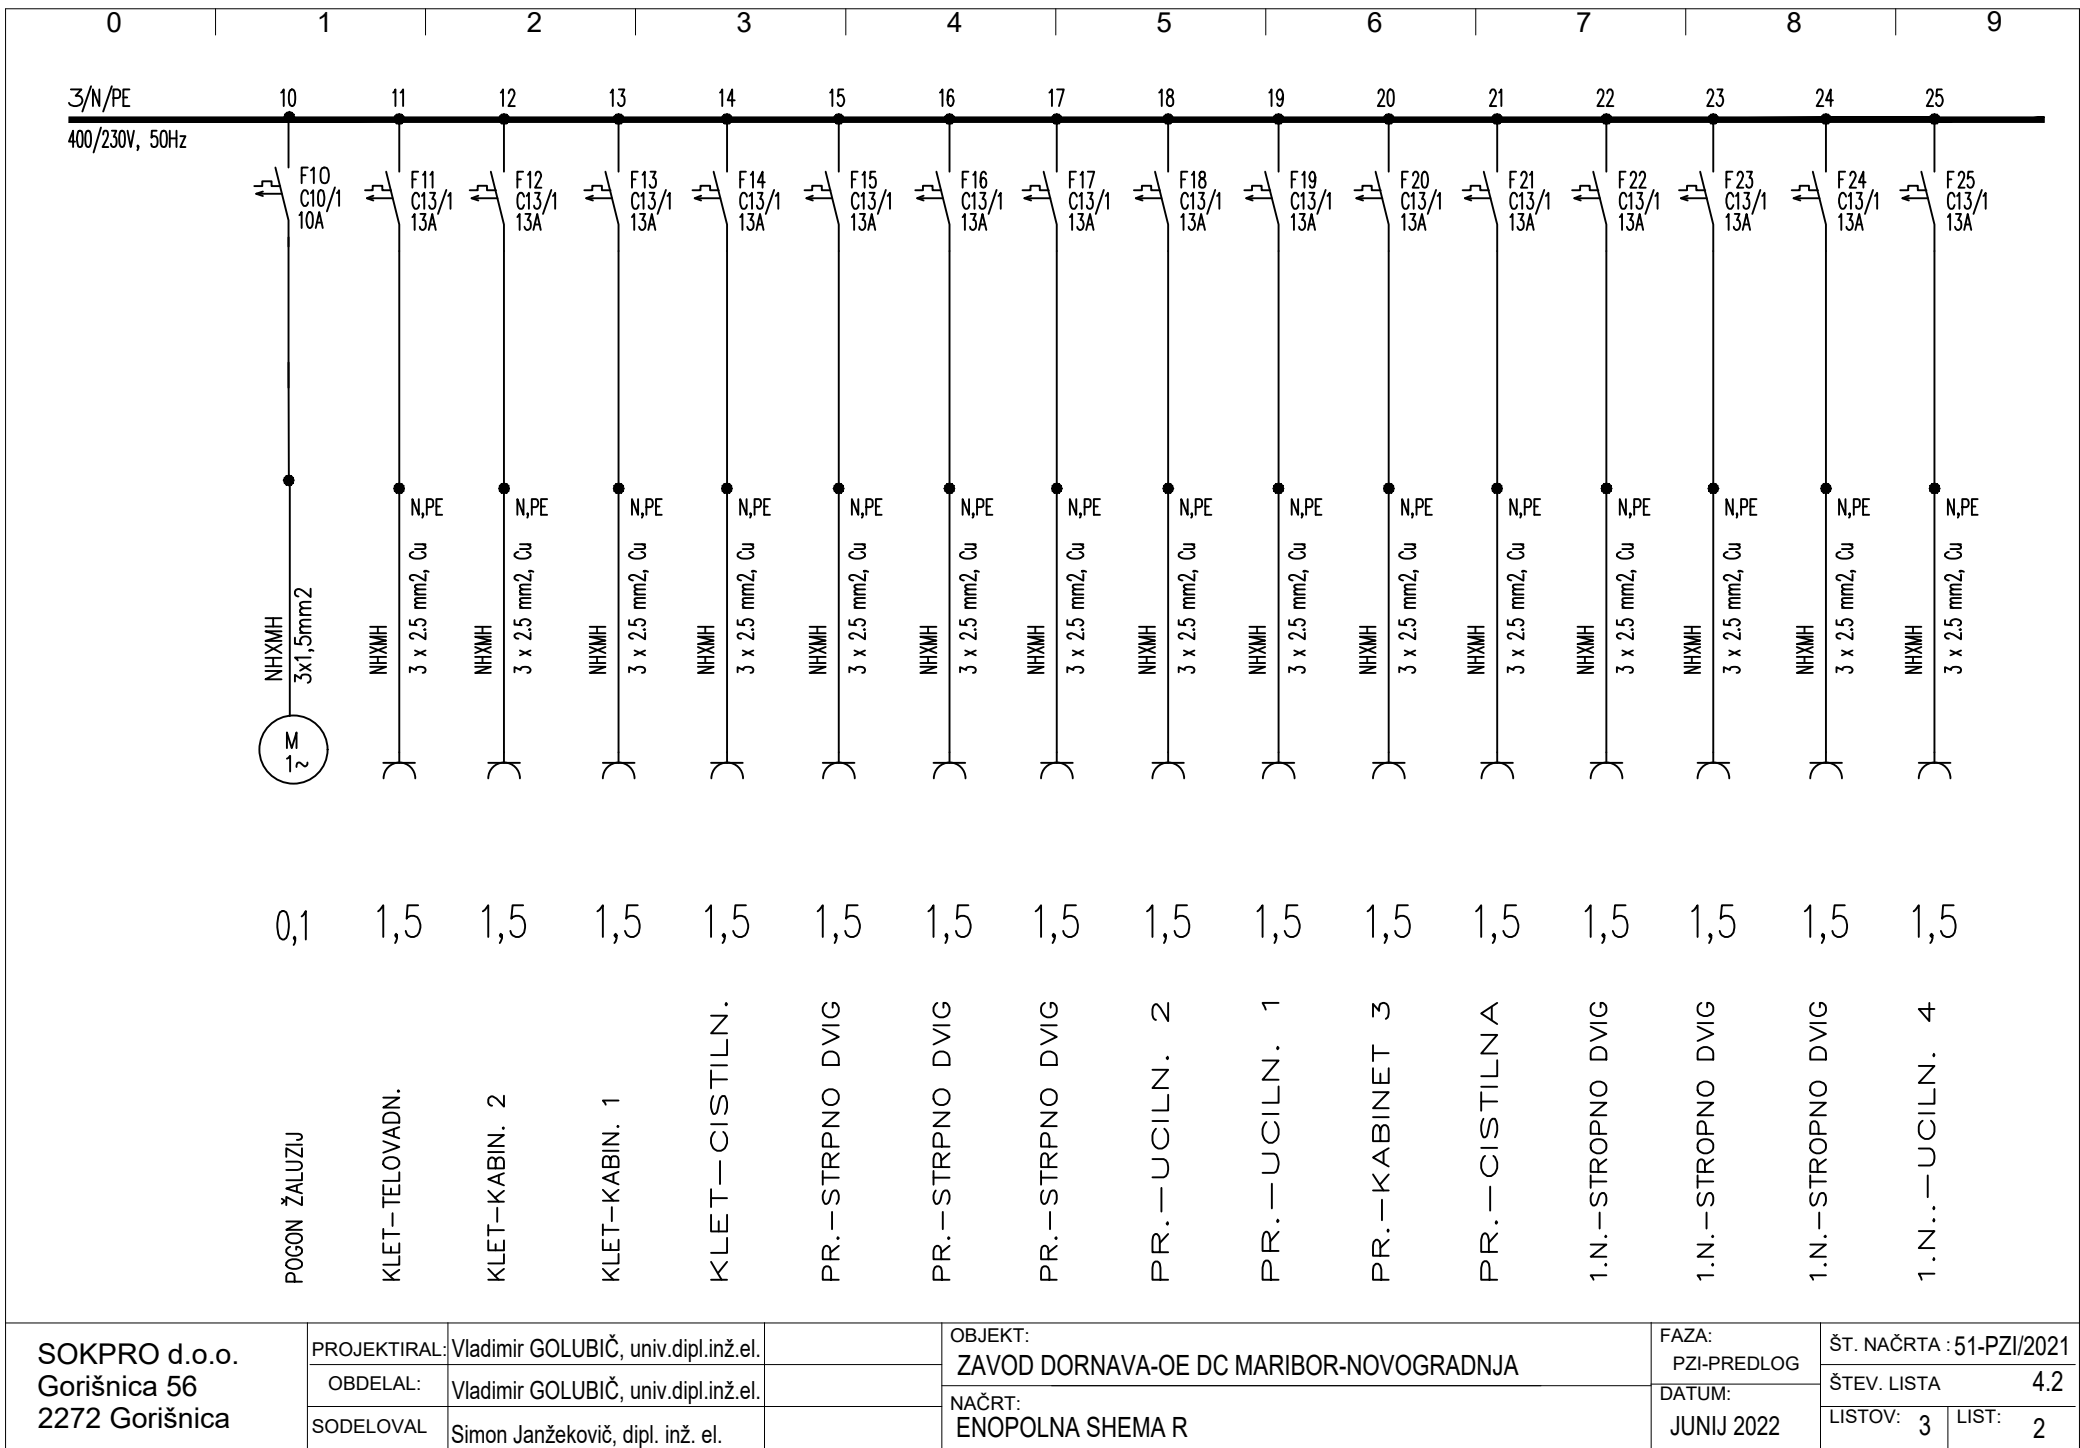 0 1 2 3 4 5 6 7 8 9
3/N/PE 10 11 12 13 14 15 16 17 18 19 20 21 22 23 24 25
400/230V, 50Hz
F10 F11 F12 F13 F14 F15 F16 F17 F18 F19 F20 F21 F22 F23 F24 F25
C10/1 C13/1 C13/1 C13/1 C13/1 C13/1 C13/1 C13/1 C13/1 C13/1 C13/1 C13/1 C13/1 C13/1 C13/1 C13/1
10A 13A 13A 13A 13A 13A 13A 13A 13A 13A 13A 13A 13A 13A 13A 13A
N,PE N,PE N,PE N,PE N,PE N,PE N,PE N,PE N,PE N,PE N,PE N,PE N,PE N,PE N,PE
NHXMH
3x1,5mm2
NHXMH
3 x 2.5 mm2, Cu
NHXMH
3 x 2.5 mm2, Cu
NHXMH
3 x 2.5 mm2, Cu
NHXMH
3 x 2.5 mm2, Cu
NHXMH
3 x 2.5 mm2, Cu
NHXMH
3 x 2.5 mm2, Cu
NHXMH
3 x 2.5 mm2, Cu
NHXMH
3 x 2.5 mm2, Cu
NHXMH
3 x 2.5 mm2, Cu
NHXMH
3 x 2.5 mm2, Cu
NHXMH
3 x 2.5 mm2, Cu
NHXMH
3 x 2.5 mm2, Cu
NHXMH
3 x 2.5 mm2, Cu
NHXMH
3 x 2.5 mm2, Cu
NHXMH
3 x 2.5 mm2, Cu
M
1~
0,1 1,5 1,5 1,5 1,5 1,5 1,5 1,5 1,5 1,5 1,5 1,5 1,5 1,5 1,5 1,5
POGON ŽALUZIJ
KLET-TELOVADN.
KLET-KABIN. 2
KLET-KABIN. 1
KLET-CISTILN.
PR.-STRPNO DVIG
PR.-STRPNO DVIG
PR.-STRPNO DVIG
PR.-UCILN. 2
PR.-UCILN. 1
PR.-KABINET 3
PR.-CISTILNA
1.N.-STROPNO DVIG
1.N.-STROPNO DVIG
1.N.-STROPNO DVIG
1.N..-UCILN. 4
SOKPRO d.o.o.
Gorišnica 56
2272 Gorišnica
PROJEKTIRAL: Vladimir GOLUBIČ, univ.dipl.inž.el.
OBDELAL: Vladimir GOLUBIČ, univ.dipl.inž.el.
SODELOVAL Simon Janžekovič, dipl. inž. el.
OBJEKT:
ZAVOD DORNAVA-OE DC MARIBOR-NOVOGRADNJA
NAČRT:
ENOPOLNA SHEMA R
FAZA:
PZI-PREDLOG
DATUM:
JUNIJ 2022
ŠT. NAČRTA : 51-PZI/2021
ŠTEV. LISTA 4.2
LISTOV: 3 LIST: 2